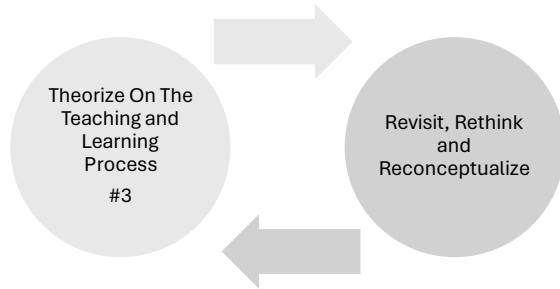 Theorize On The
Teaching and
Learning
Process
#3
Revisit, Rethink
and
Reconceptualize